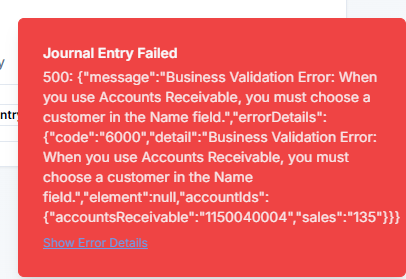 Journal Entry Failed
500: {"message":"Business Validation Error: When
you use Accounts Receivable, you must choose a
customer in the Name field.","errorDetails":
{"code":"6000","detail":"Business Validation Error:
When you use Accounts Receivable, you must
choose a customer in the Name
field.","element":null,"accountIds":
{"accountsReceivable":"1150040004","sales":"135"}}}
Show Error Details
y
ntry